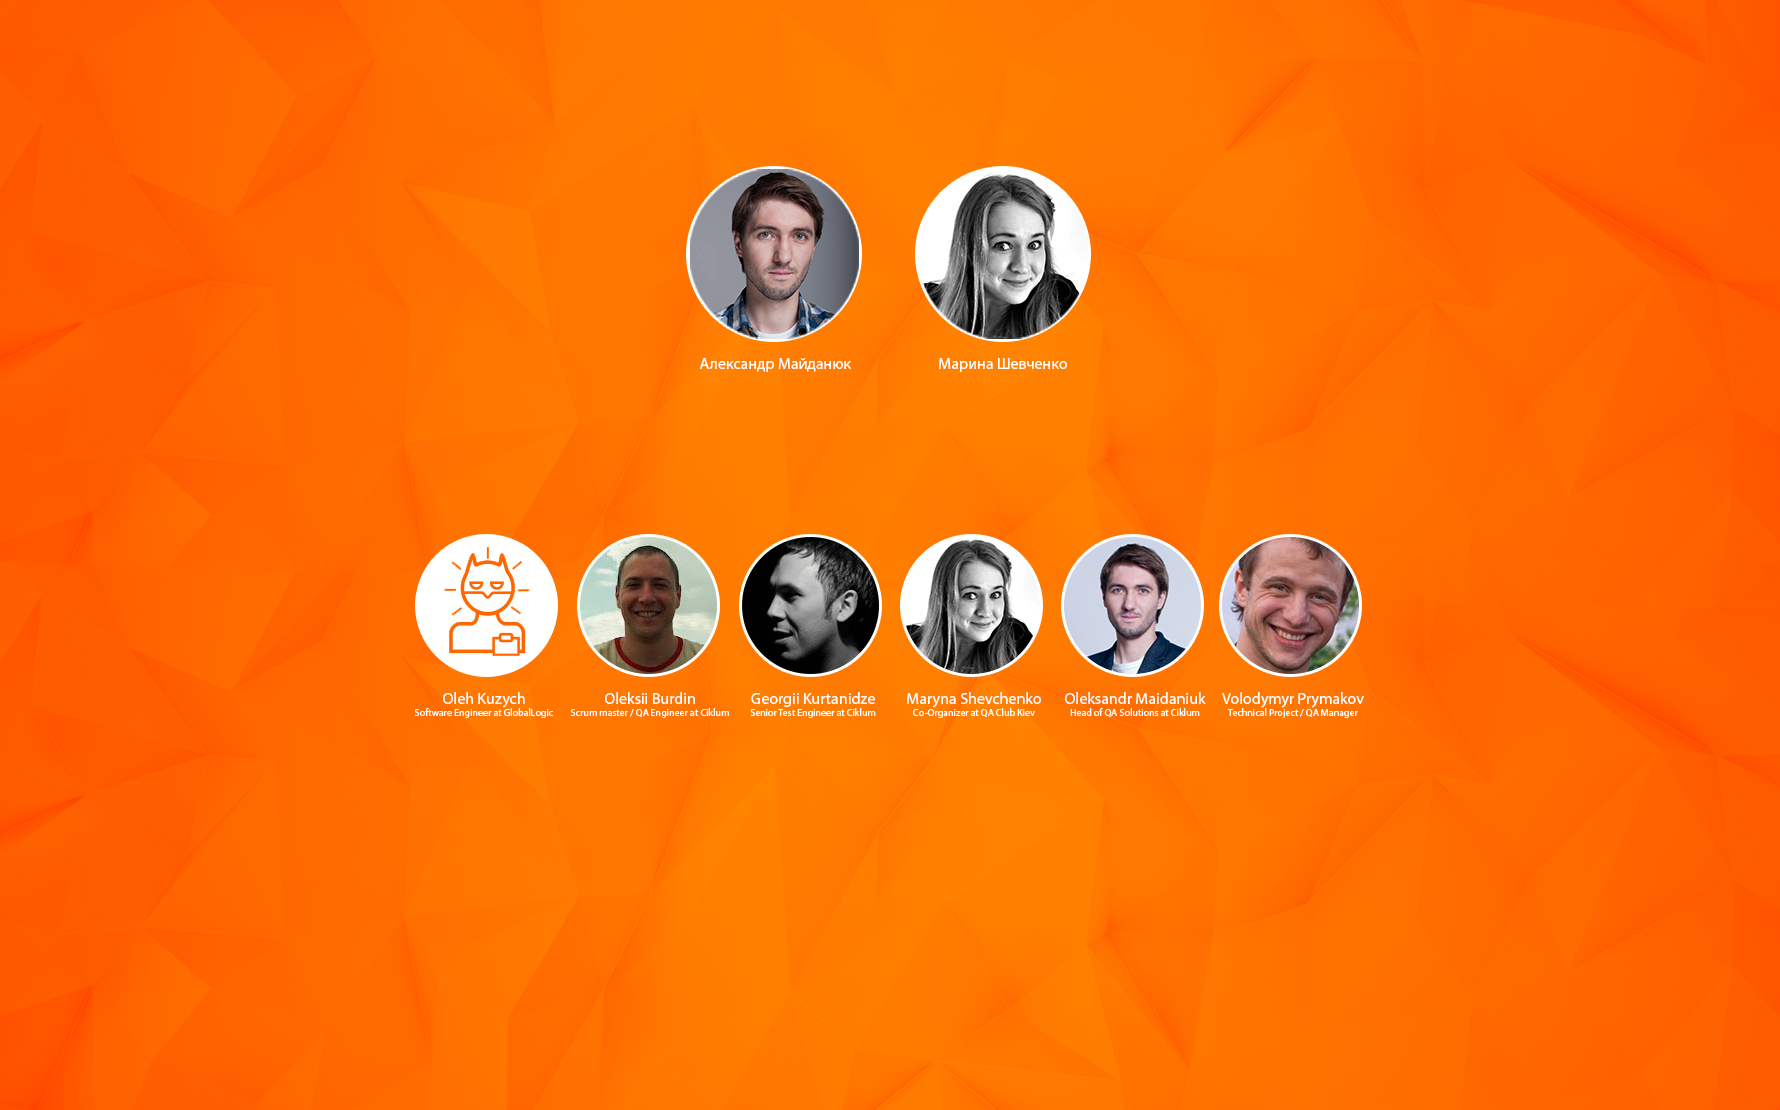 Александр Майданюк
Марина Шевченко
Oleh Kuzych
Software Engineer at GlobalLogic
Oleksii Burdin
Scrum master / QA Engineer at Ciklum
Georgii Kurtanidze
Senior Test Engineer at Ciklum
Maryna Shevchenko
Co-Organizer at QA Club Kiev
Oleksandr Maidaniuk
Head of QA Solutions at Ciklum
Volodymyr Prymakov
Technical Project / QA Manager